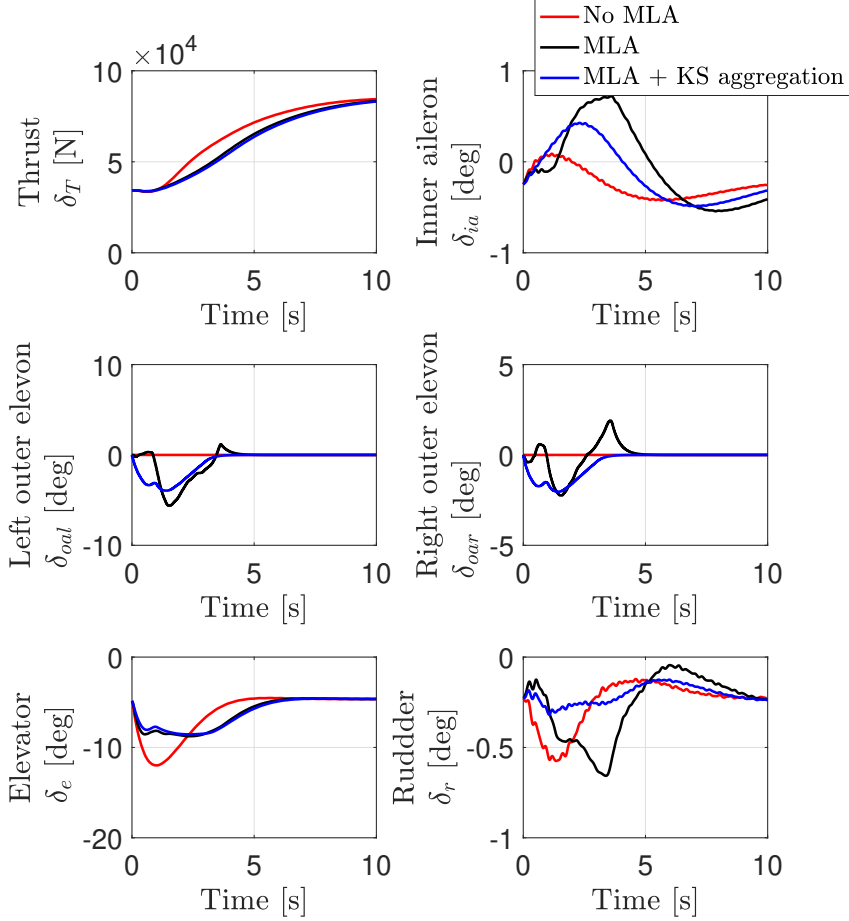 No MLA
MLA
MLA + KS aggregation
×10⁴
10
5
0
0 5 10
Time [s]
Thrust
δ_T [N]
1
0
-1
0 5 10
Time [s]
Inner aileron
δ_ia [deg]
10
0
-10
0 5 10
Time [s]
Left outer elevon
δ_oal [deg]
5
0
-5
0 5 10
Time [s]
Right outer elevon
δ_oar [deg]
0
-10
-20
0 5 10
Time [s]
Elevator
δ_e [deg]
0
-0.5
-1
0 5 10
Time [s]
Ruddder
δ_r [deg]